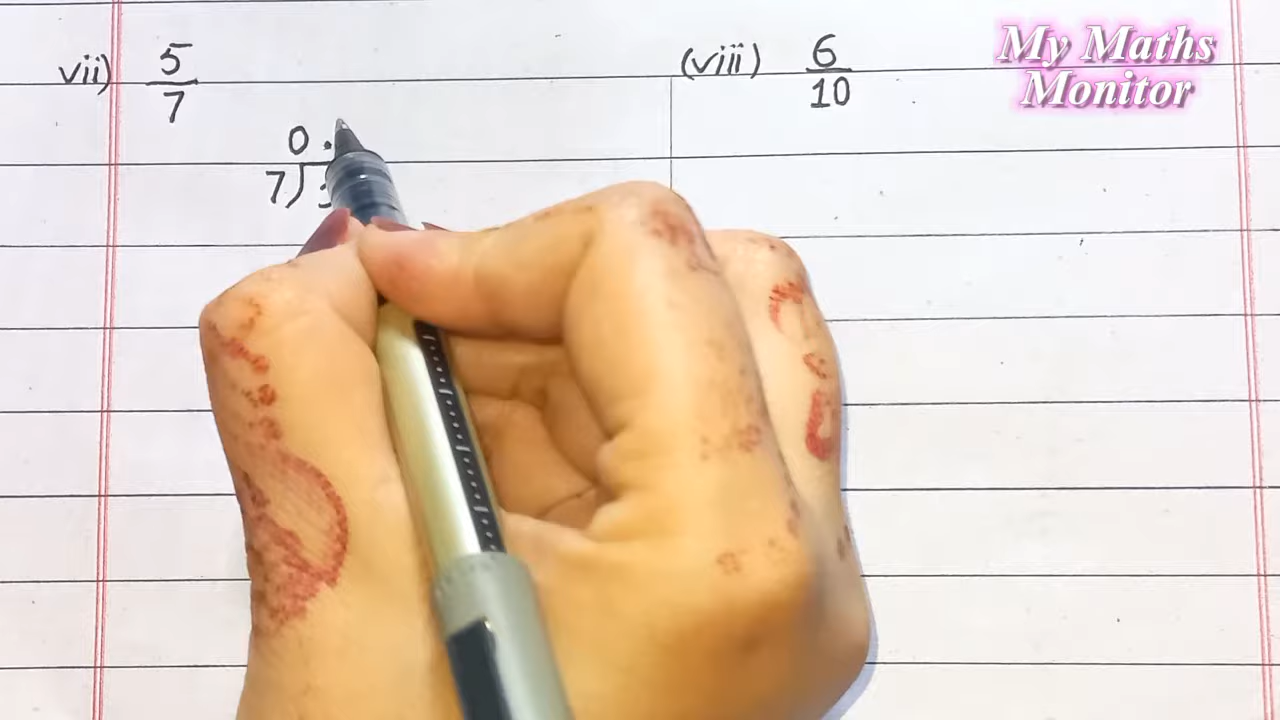 vii) 5/7
0.
7)
(viii) 6/10
My Maths
Monitor